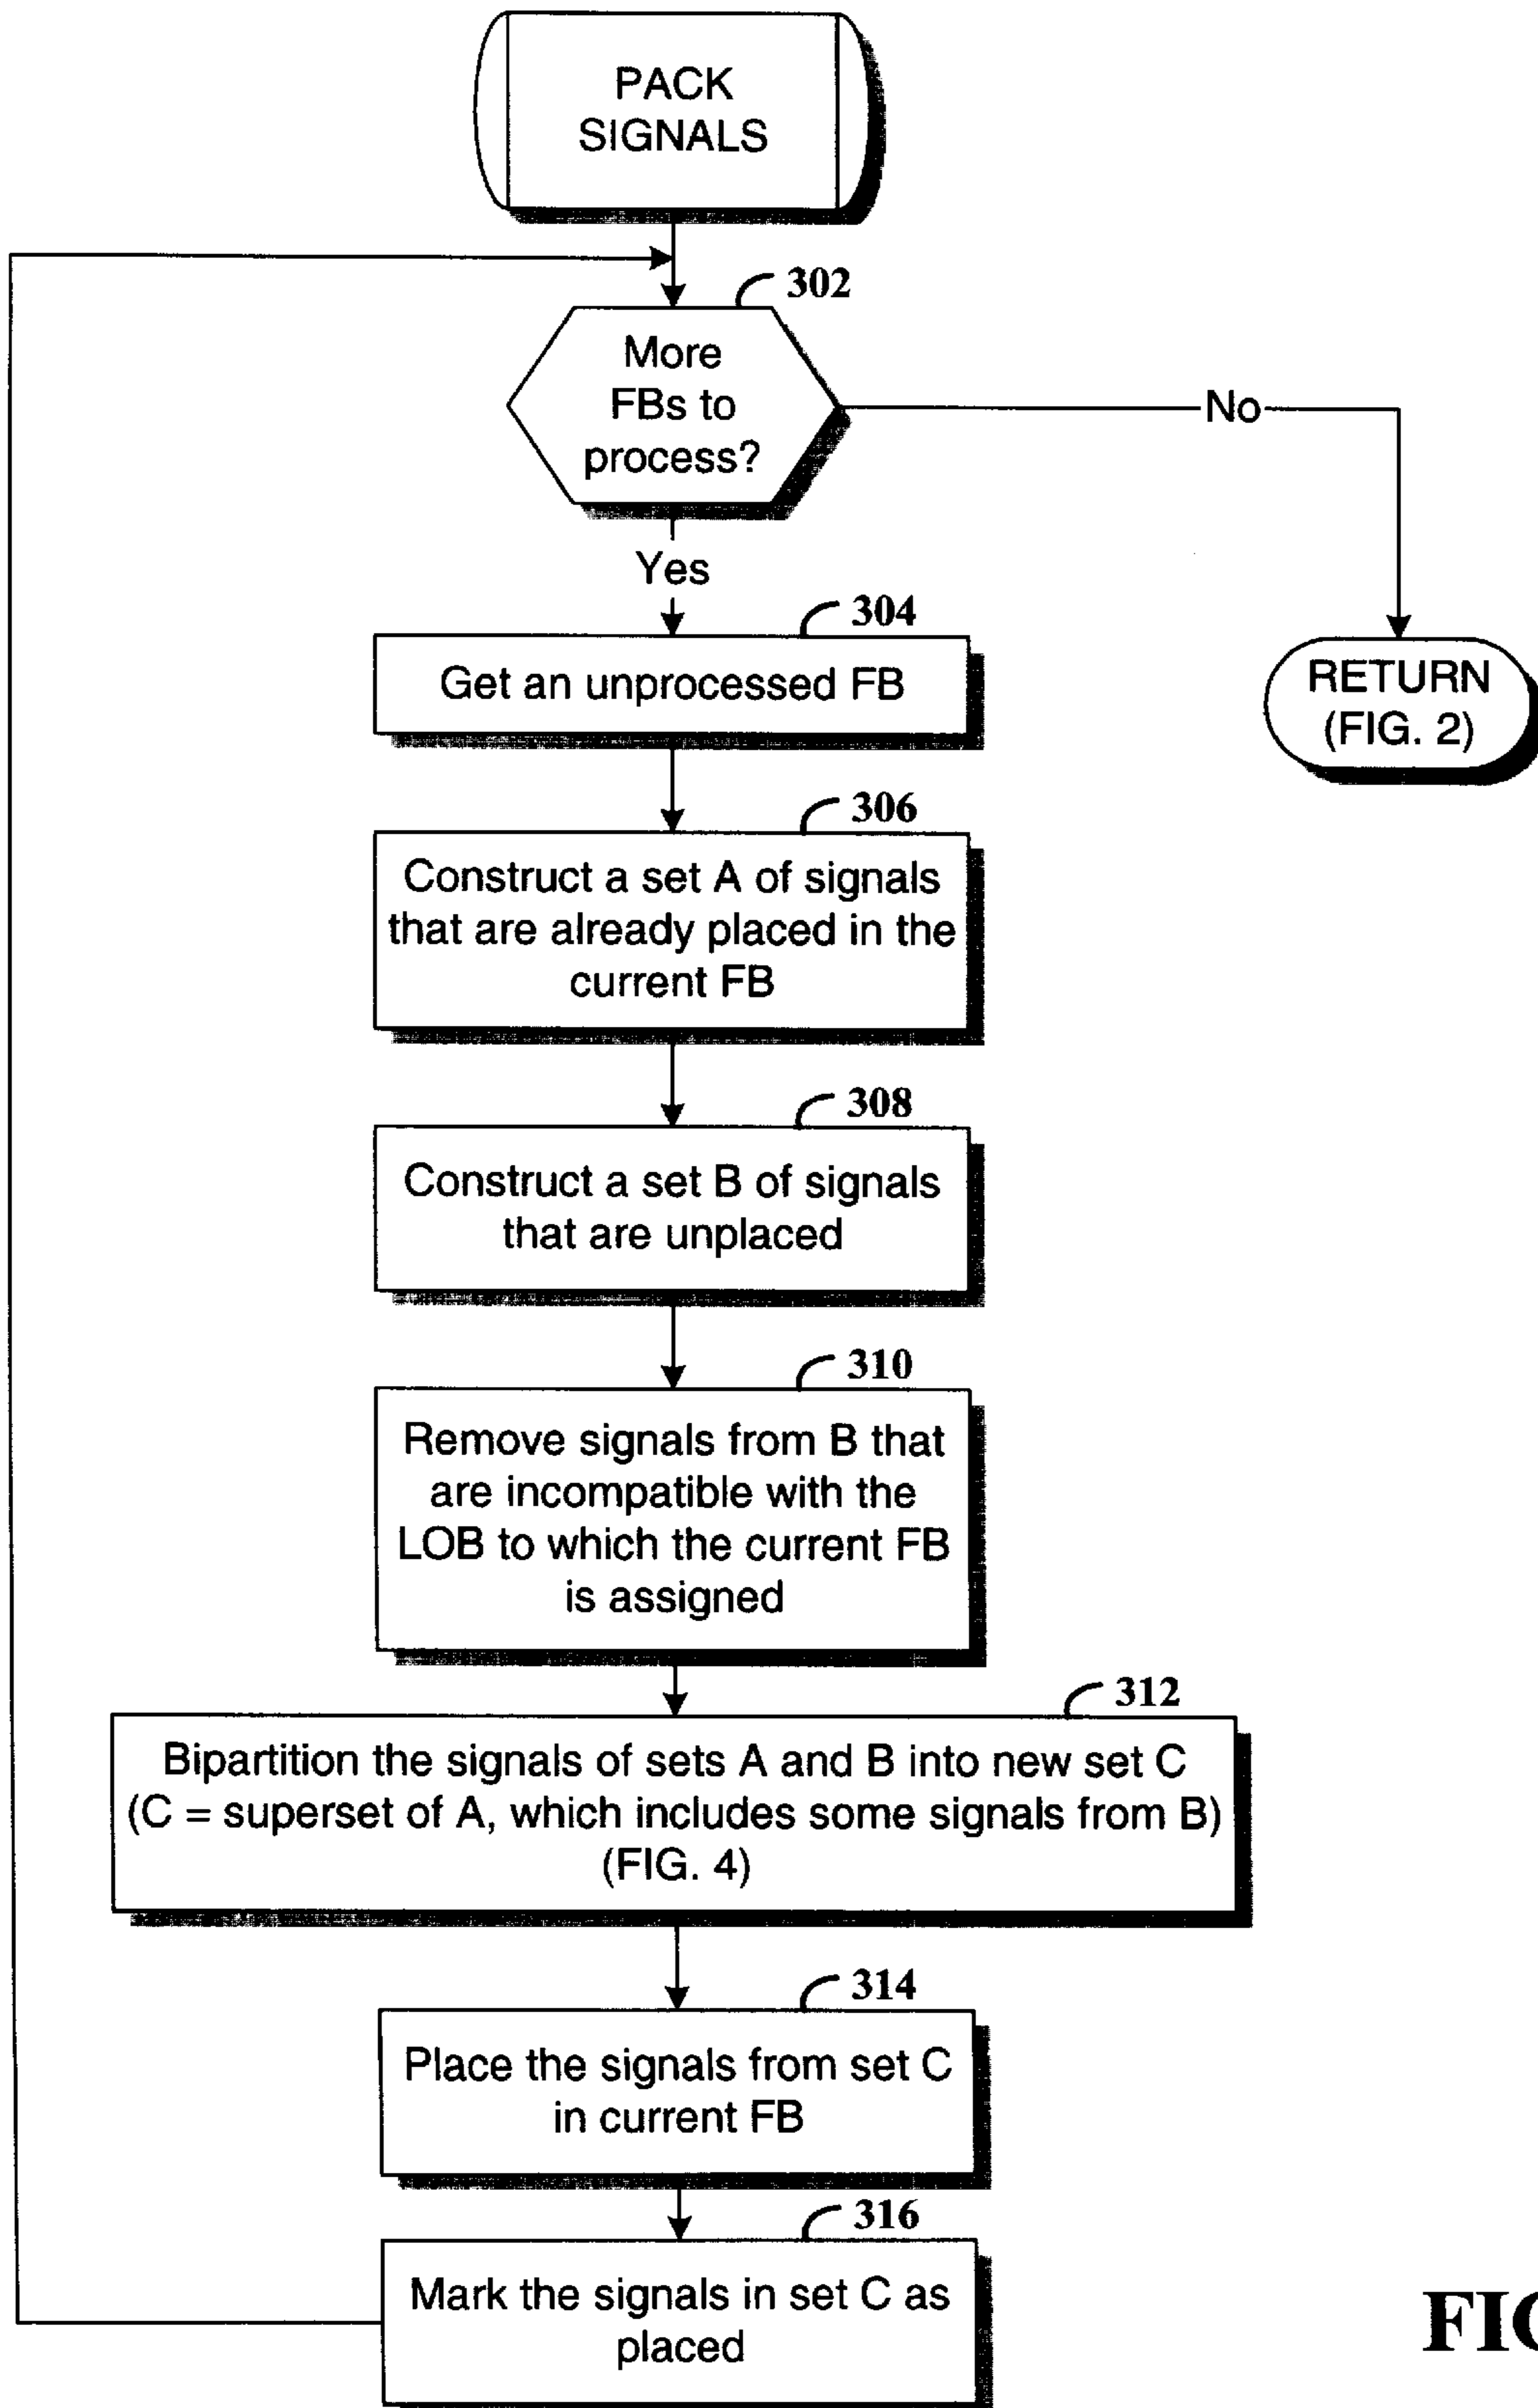 PACK
SIGNALS
302
More
FBs to
process?
No
Yes
304
Get an unprocessed FB
RETURN
(FIG. 2)
306
Construct a set A of signals
that are already placed in the
current FB
308
Construct a set B of signals
that are unplaced
310
Remove signals from B that
are incompatible with the
LOB to which the current FB
is assigned
312
Bipartition the signals of sets A and B into new set C
(C = superset of A, which includes some signals from B)
(FIG. 4)
314
Place the signals from set C
in current FB
316
Mark the signals in set C as
placed